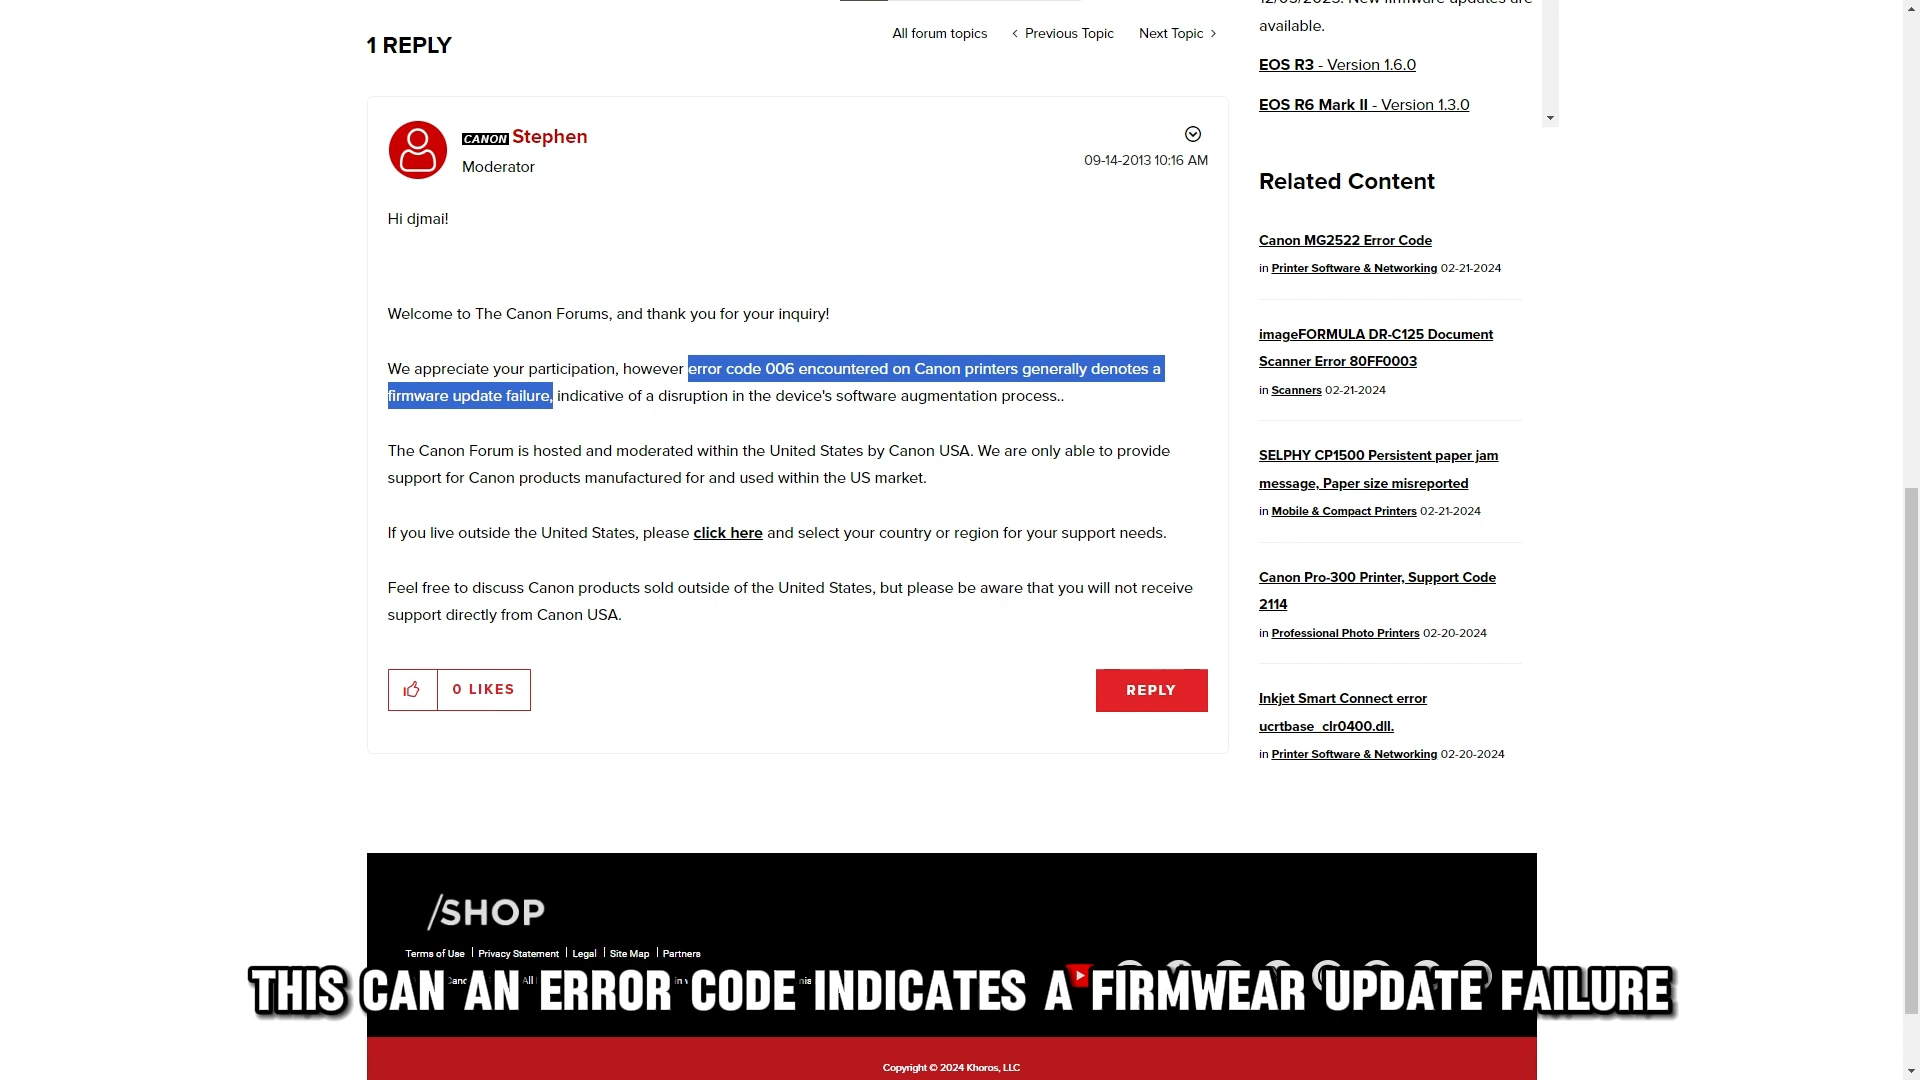 12/05/2023: New firmware updates are
available.
EOS R3 - Version 1.6.0
EOS R6 Mark II - Version 1.3.0
All forum topics
Previous Topic
Next Topic
1 REPLY
CANON Stephen
Moderator
09-14-2013 10:16 AM
Hi djmai!
Welcome to The Canon Forums, and thank you for your inquiry!
We appreciate your participation, however error code 006 encountered on Canon printers generally denotes a
firmware update failure, indicative of a disruption in the device's software augmentation process..
The Canon Forum is hosted and moderated within the United States by Canon USA. We are only able to provide
support for Canon products manufactured for and used within the US market.
If you live outside the United States, please click here and select your country or region for your support needs.
Feel free to discuss Canon products sold outside of the United States, but please be aware that you will not receive
support directly from Canon USA.
0 LIKES
REPLY
Related Content
Canon MG2522 Error Code
in Printer Software & Networking 02-21-2024
imageFORMULA DR-C125 Document
Scanner Error 80FF0003
in Scanners 02-21-2024
SELPHY CP1500 Persistent paper jam
message, Paper size misreported
in Mobile & Compact Printers 02-21-2024
Canon Pro-300 Printer, Support Code
2114
in Professional Photo Printers 02-20-2024
Inkjet Smart Connect error
ucrtbase_clr0400.dll.
in Printer Software & Networking 02-20-2024
/SHOP
Terms of Use
Privacy Statement
Legal
Site Map
Partners
THIS CAN AN ERROR CODE INDICATES A FIRMWEAR UPDATE FAILURE
Copyright © 2024 Khoros, LLC